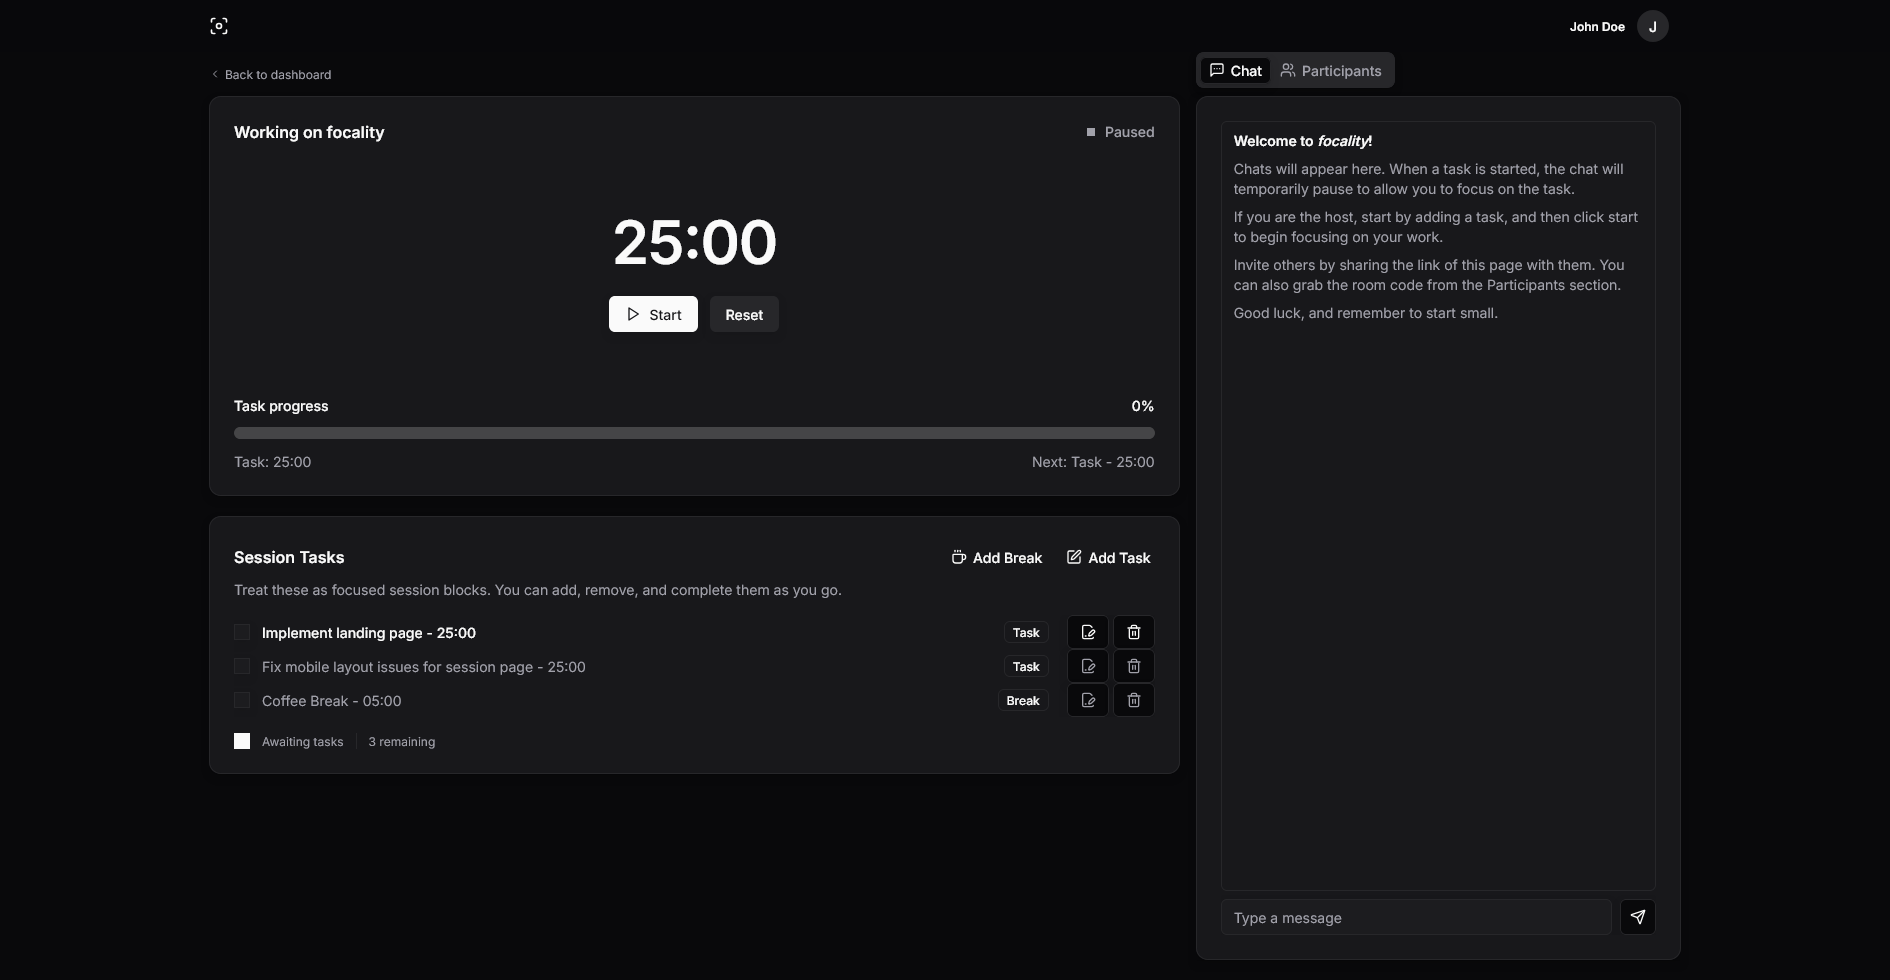 John Doe
J
Back to dashboard
Chat
Participants
Working on focality
Paused
25:00
Start
Reset
Task progress
0%
Task: 25:00
Next: Task - 25:00
Session Tasks
Add Break
Add Task
Treat these as focused session blocks. You can add, remove, and complete them as you go.
Implement landing page - 25:00
Task
Fix mobile layout issues for session page - 25:00
Task
Coffee Break - 05:00
Break
Awaiting tasks
3 remaining
Welcome to focality!
Chats will appear here. When a task is started, the chat will
temporarily pause to allow you to focus on the task.
If you are the host, start by adding a task, and then click start
to begin focusing on your work.
Invite others by sharing the link of this page with them. You
can also grab the room code from the Participants section.
Good luck, and remember to start small.
Type a message